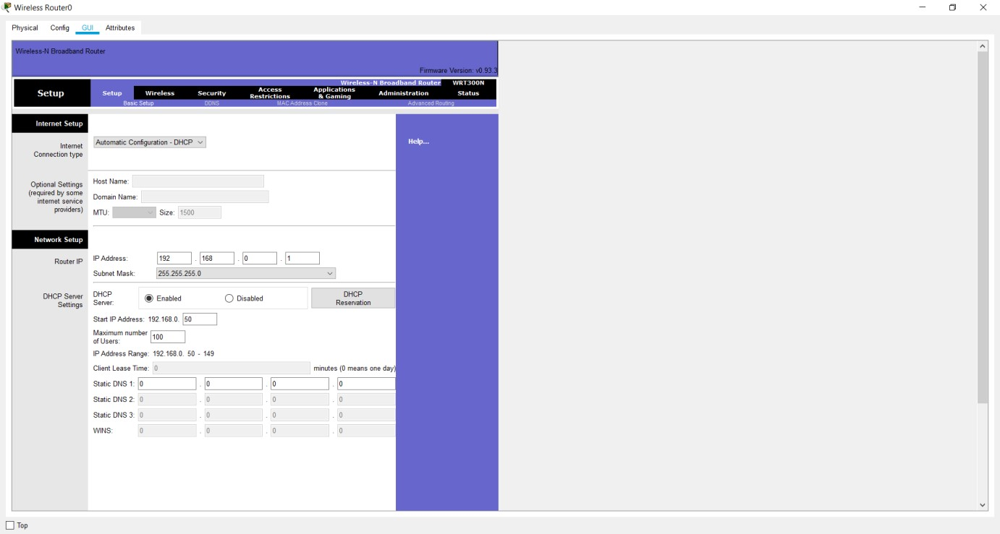 Wireless Router0
Physical Config GUI Attributes
Wireless-N Broadband Router
Firmware Version: v0.93.3
Wireless-N Broadband Router WRT300N
Setup
Setup Wireless Security Access Restrictions Applications & Gaming Administration Status
Basic Setup DDNS MAC Address Clone Advanced Routing
Internet Setup
Internet
Connection type
Automatic Configuration - DHCP
Help...
Optional Settings
(required by some
internet service
providers)
Host Name:
Domain Name:
MTU: Size: 1500
Network Setup
Router IP
IP Address: 192 . 168 . 0 . 1
Subnet Mask: 255.255.255.0
DHCP Server
Settings
DHCP
Server:
Enabled Disabled
DHCP
Reservation
Start IP Address: 192.168.0. 50
Maximum number
of Users:
100
IP Address Range: 192.168.0. 50 - 149
Client Lease Time: 0 minutes (0 means one day)
Static DNS 1: 0 . 0 . 0 . 0
Static DNS 2: 0 . 0 . 0 . 0
Static DNS 3: 0 . 0 . 0 . 0
WINS: 0 . 0 . 0 . 0
Top